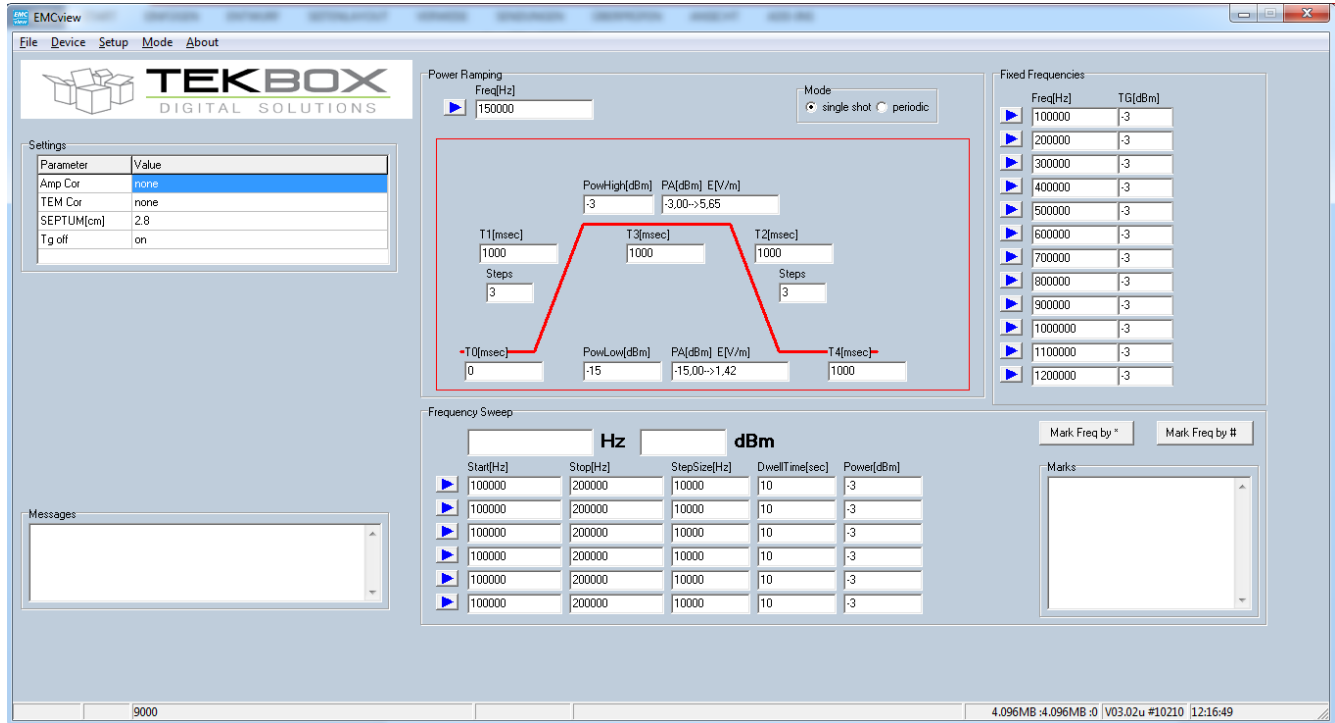 EMC view EMCview
File Device Setup Mode About
TEKBOX
DIGITAL SOLUTIONS
Settings
Parameter Value
Amp Cor none
TEM Cor none
SEPTUM[cm] 2.8
Tg off on
Messages
Power Ramping
Freq[Hz]
150000
Mode
single shot periodic
PowHigh[dBm] PA[dBm] E[V/m]
-3 -3,00-->5,65
T1[msec] T3[msec] T2[msec]
1000 1000 1000
Steps Steps
3 3
T0[msec] PowLow[dBm] PA[dBm] E[V/m] T4[msec]
0 -15 -15,00-->1,42 1000
Fixed Frequencies
Freq[Hz] TG[dBm]
100000 -3
200000 -3
300000 -3
400000 -3
500000 -3
600000 -3
700000 -3
800000 -3
900000 -3
1000000 -3
1100000 -3
1200000 -3
Frequency Sweep
Hz dBm
Start[Hz] Stop[Hz] StepSize[Hz] DwellTime[sec] Power[dBm]
100000 200000 10000 10 -3
100000 200000 10000 10 -3
100000 200000 10000 10 -3
100000 200000 10000 10 -3
100000 200000 10000 10 -3
100000 200000 10000 10 -3
Mark Freq by * Mark Freq by #
Marks
9000 4.096MB :4.096MB :0 V03.02u #10210 12:16:49